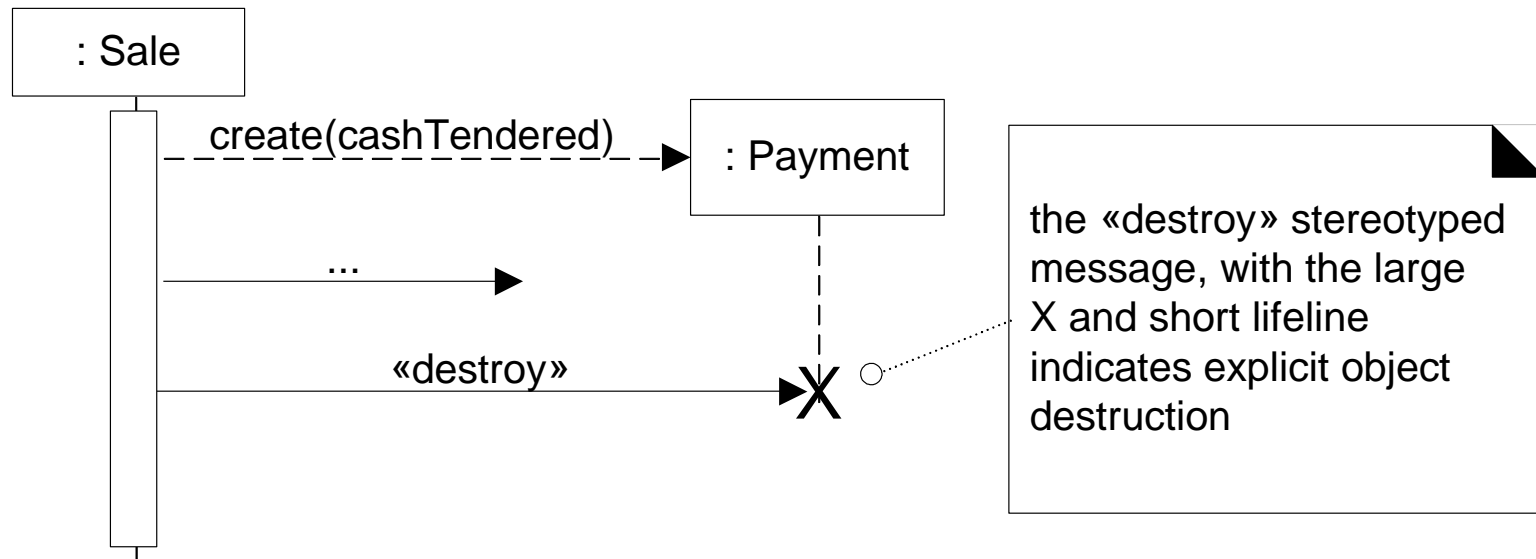 : Sale
create(cashTendered)
: Payment
...
«destroy»
X
the «destroy» stereotyped
message, with the large
X and short lifeline
indicates explicit object
destruction